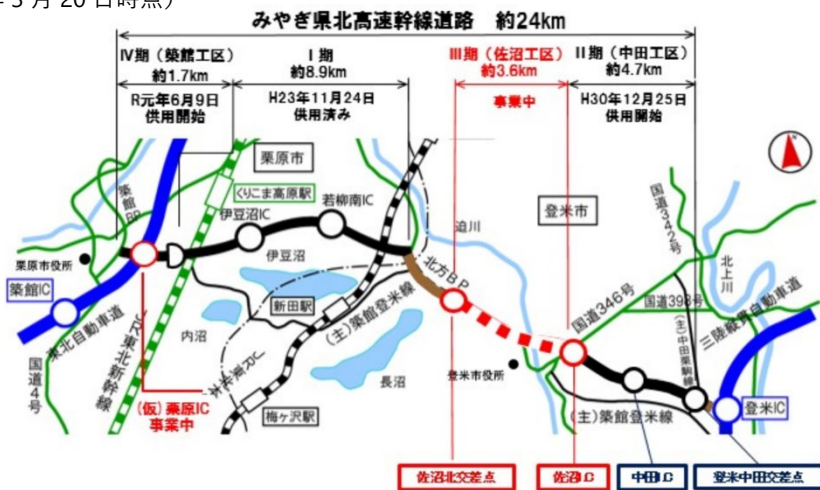 月20日時点）
みやぎ県北高速幹線道路　約24km
Ⅳ期（築館工区）
約1.7km
Ⅰ期
約8.9km
Ⅲ期（佐沼工区）
約3.6km
Ⅱ期（中田工区）
約4.7km
R元年6月9日
供用開始
H23年11月24日
供用済み
事業中
H30年12月25日
供用開始
栗原市
築館BP
くりこま高原駅
若柳南IC
伊豆沼IC
迫川
登米市
国道342号
栗原市役所
伊豆沼
北方BP
北上川
築館IC
新田駅
国道346号
国道398号
東北自動車道
内沼
(主)築館登米線
(主)中田栗駒線
三陸縦貫自動車道
国道4号
JR東北新幹線
JR東北本線
長沼
登米市役所
(仮)栗原IC
事業中
梅ヶ沢駅
(主)築館登米線
登米IC
佐沼北交差点
佐沼IC
中田IC
登米中田交差点